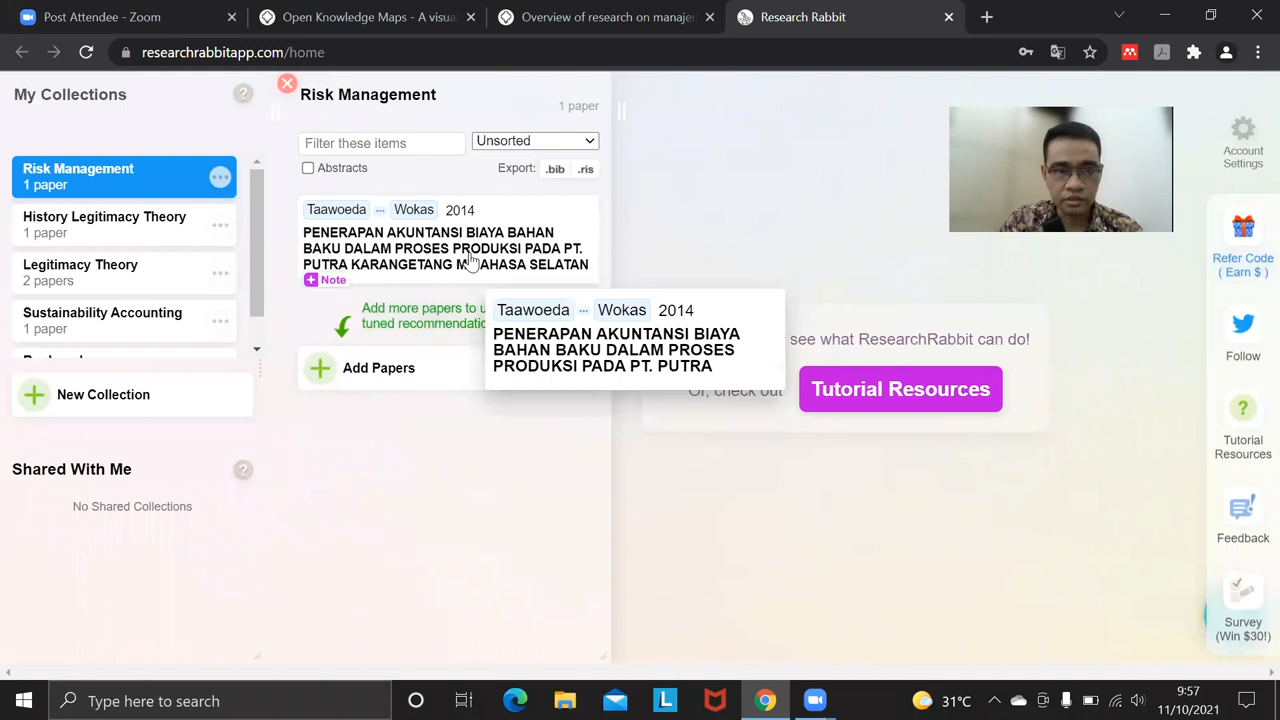 Post Attendee - Zoom
Open Knowledge Maps - A visua
Overview of research on manajer
Research Rabbit
researchrabbitapp.com/home
My Collections
?
Risk Management
1 paper
History Legitimacy Theory
1 paper
Legitimacy Theory
2 papers
Sustainability Accounting
1 paper
New Collection
Shared With Me
?
No Shared Collections
Risk Management
1 paper
Filter these items
Unsorted
Abstracts
Export: .bib .ris
Taawoeda ··· Wokas 2014
PENERAPAN AKUNTANSI BIAYA BAHAN
BAKU DALAM PROSES PRODUKSI PADA PT.
PUTRA KARANGETANG SELATAN
Note
Add more papers to
tuned
Add Papers
Taawoeda ··· Wokas 2014
PENERAPAN AKUNTANSI BIAYA
BAHAN BAKU DALAM PROSES
PRODUKSI PADA PT. PUTRA
see what ResearchRabbit can do!
Or, check out
Tutorial Resources
Account
Settings
Refer Code
( Earn $ )
Follow
?
Tutorial
Resources
Feedback
Survey
(Win $30!)
Type here to search
L
31°C
9:57
11/10/2021